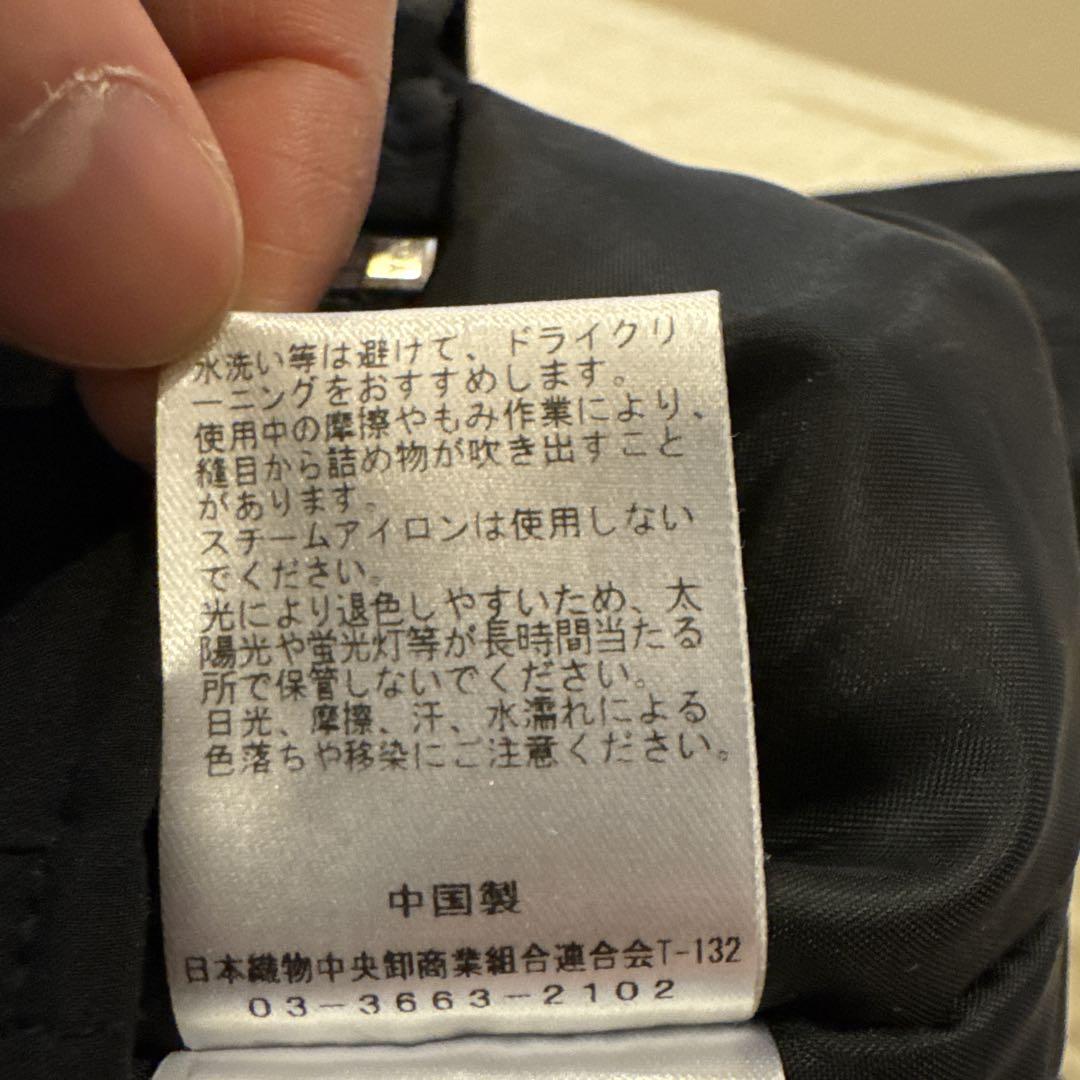 水洗い等は避けて、ドライクリ
ーニングをおすすめします。
使用中の摩擦やもみ作業により、
縫目から詰め物が吹き出すこと
があります。
スチームアイロンは使用しない
でください。
光により退色しやすいため、太
陽光や蛍光灯等が長時間当たる
所で保管しないでください。
日光、摩擦、汗、水濡れによる
色落ちや移染にご注意ください。
中国製
日本織物中央卸商業組合連合会T-132
03-3663-2102